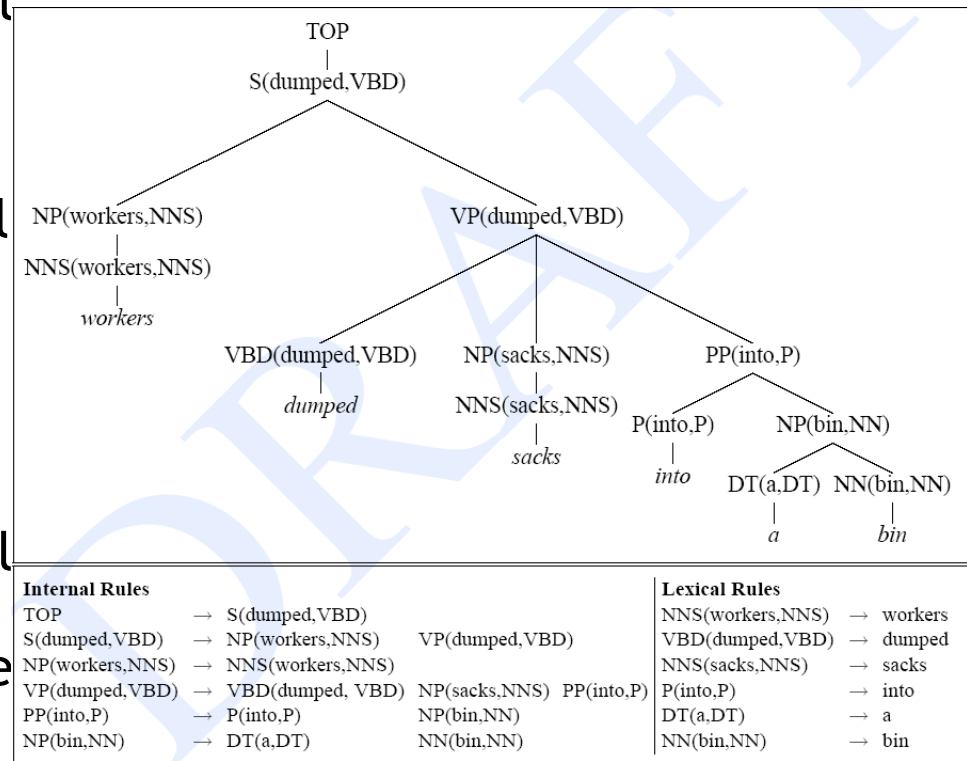 l
TOP
S(dumped,VBD)
l
NP(workers,NNS) VP(dumped,VBD)
NNS(workers,NNS)
workers
VBD(dumped,VBD) NP(sacks,NNS) PP(into,P)
dumped NNS(sacks,NNS) P(into,P) NP(bin,NN)
sacks into
DT(a,DT) NN(bin,NN)
a bin
l
Internal Rules Lexical Rules
TOP → S(dumped,VBD) NNS(workers,NNS) → workers
S(dumped,VBD) → NP(workers,NNS) VP(dumped,VBD) VBD(dumped,VBD) → dumped
e NP(workers,NNS) → NNS(workers,NNS) NNS(sacks,NNS) → sacks
VP(dumped,VBD) → VBD(dumped, VBD) NP(sacks,NNS) PP(into,P) P(into,P) → into
PP(into,P) → P(into,P) NP(bin,NN) DT(a,DT) → a
NP(bin,NN) → DT(a,DT) NN(bin,NN) NN(bin,NN) → bin
DRAFT